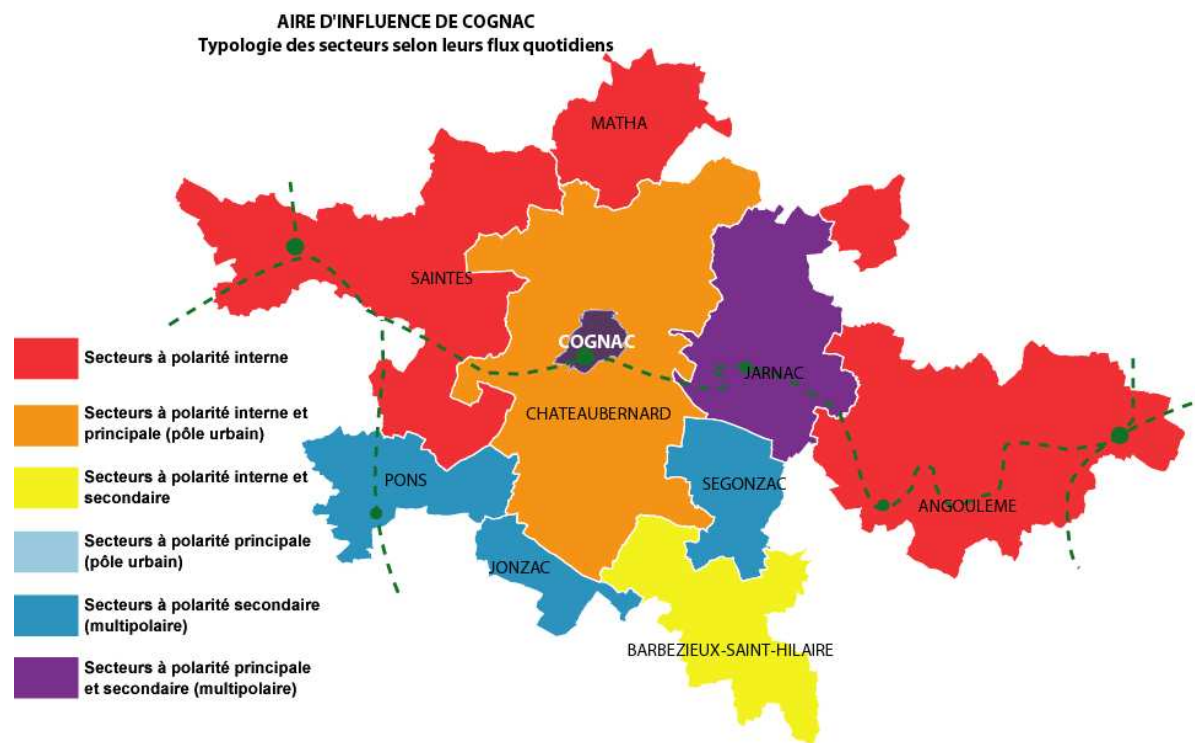 AIRE D'INFLUENCE DE COGNAC
Typologie des secteurs selon leurs flux quotidiens
MATHA
SAINTES
COGNAC
JARNAC
CHATEAUBERNARD
PONS
SEGONZAC
ANGOULEME
JONZAC
BARBEZIEUX-SAINT-HILAIRE
Secteurs à polarité interne
Secteurs à polarité interne et
principale (pôle urbain)
Secteurs à polarité interne et
secondaire
Secteurs à polarité principale
(pôle urbain)
Secteurs à polarité secondaire
(multipolaire)
Secteurs à polarité principale
et secondaire (multipolaire)